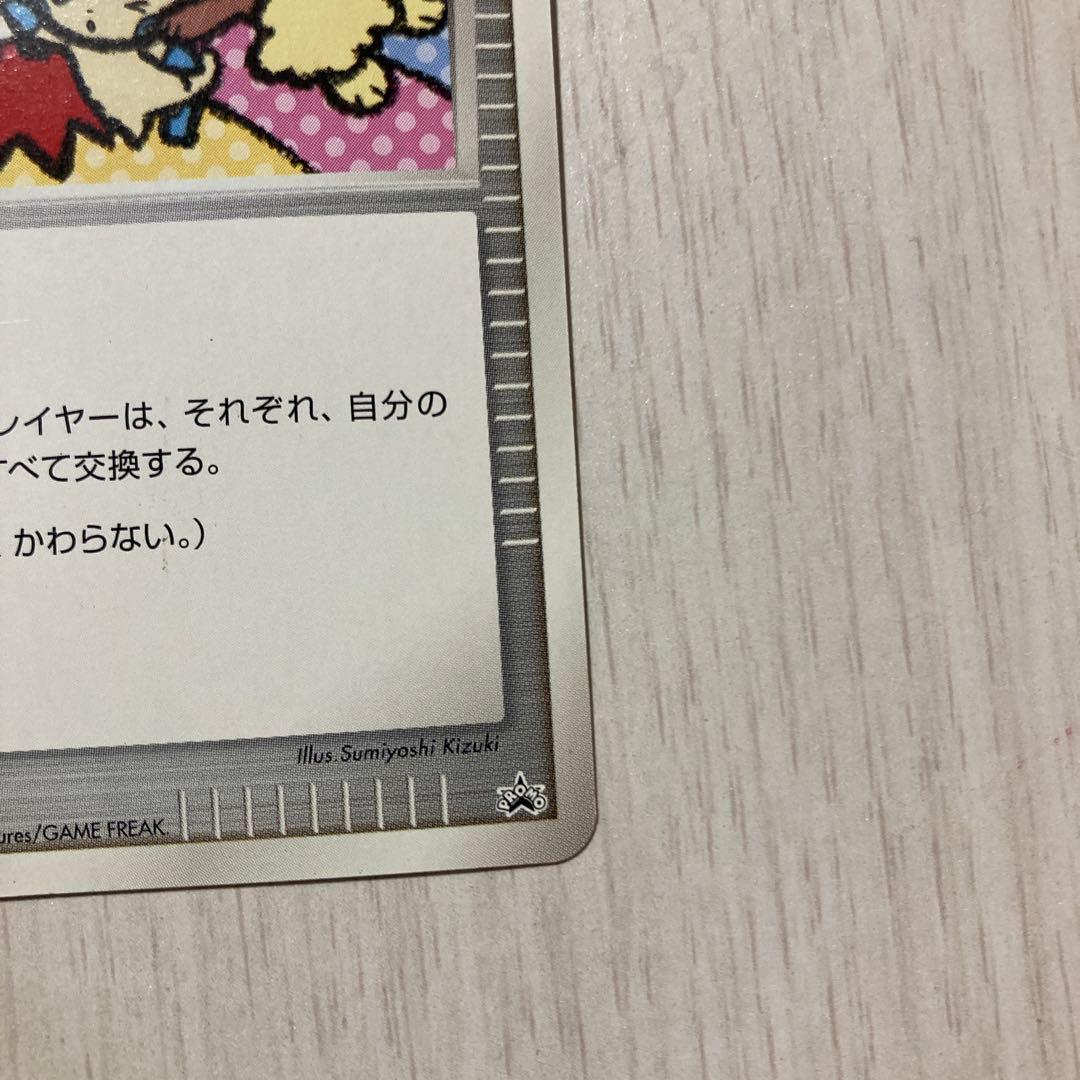 レイヤーは、それぞれ、自分の
すべて交換する。
かわらない。）
Illus. Sumiyoshi Kizuki
ures/GAME FREAK.
PROMO